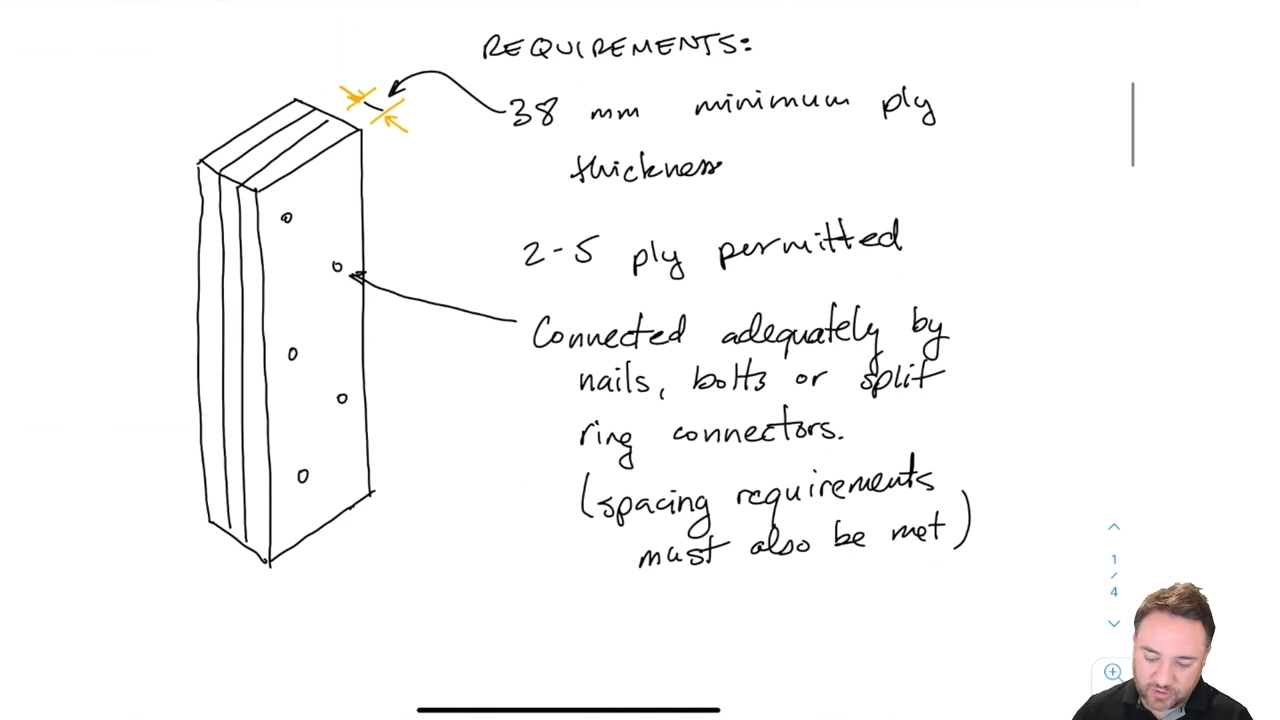 REQUIREMENTS:
38 mm minimum ply
thickness
2-5 ply permitted
Connected adequately by
nails, bolts or split
ring connectors.
(spacing requirements
must also be met)
1
/
4